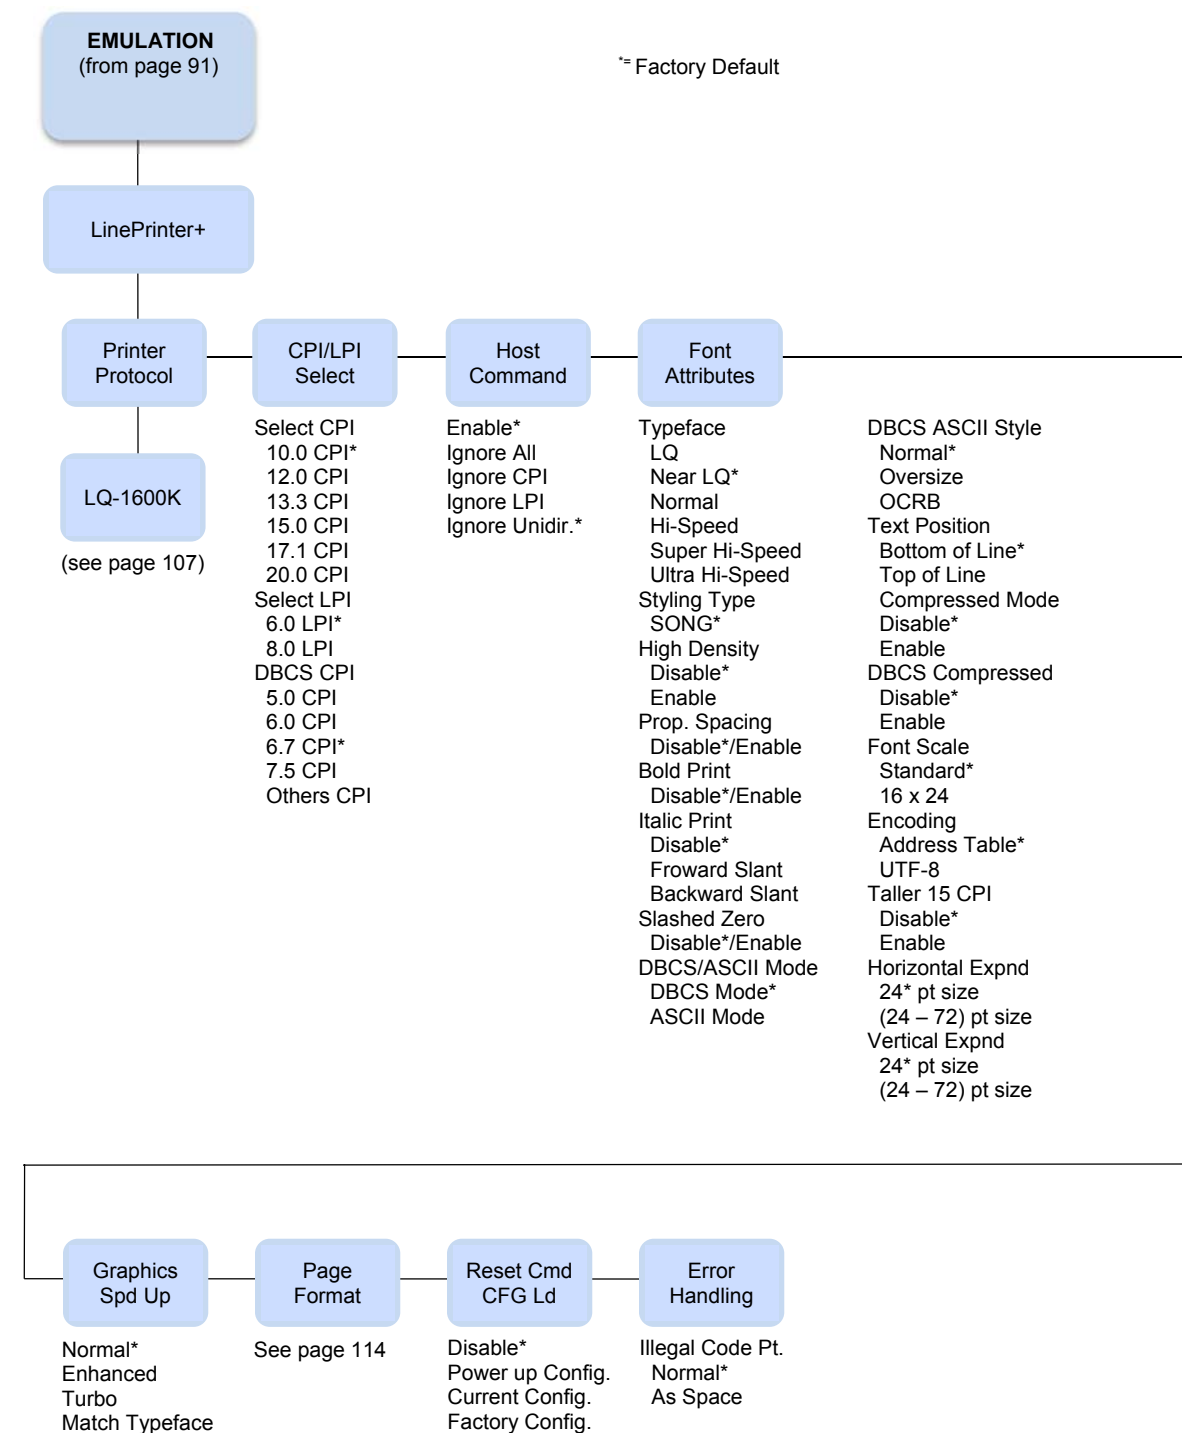 EMULATION
(from page 91)
*= Factory Default
LinePrinter+
Printer
Protocol
LQ-1600K
(see page 107)
CPI/LPI
Select
Select CPI
10.0 CPI*
12.0 CPI
13.3 CPI
15.0 CPI
17.1 CPI
20.0 CPI
Select LPI
6.0 LPI*
8.0 LPI
DBCS CPI
5.0 CPI
6.0 CPI
6.7 CPI*
7.5 CPI
Others CPI
Host
Command
Enable*
Ignore All
Ignore CPI
Ignore LPI
Ignore Unidir.*
Font
Attributes
Typeface
LQ
Near LQ*
Normal
Hi-Speed
Super Hi-Speed
Ultra Hi-Speed
Styling Type
SONG*
High Density
Disable*
Enable
Prop. Spacing
Disable*/Enable
Bold Print
Disable*/Enable
Italic Print
Disable*
Froward Slant
Backward Slant
Slashed Zero
Disable*/Enable
DBCS/ASCII Mode
DBCS Mode*
ASCII Mode
DBCS ASCII Style
Normal*
Oversize
OCRB
Text Position
Bottom of Line*
Top of Line
Compressed Mode
Disable*
Enable
DBCS Compressed
Disable*
Enable
Font Scale
Standard*
16 x 24
Encoding
Address Table*
UTF-8
Taller 15 CPI
Disable*
Enable
Horizontal Expnd
24* pt size
(24 – 72) pt size
Vertical Expnd
24* pt size
(24 – 72) pt size
Graphics
Spd Up
Normal*
Enhanced
Turbo
Match Typeface
Page
Format
See page 114
Reset Cmd
CFG Ld
Disable*
Power up Config.
Current Config.
Factory Config.
Error
Handling
Illegal Code Pt.
Normal*
As Space